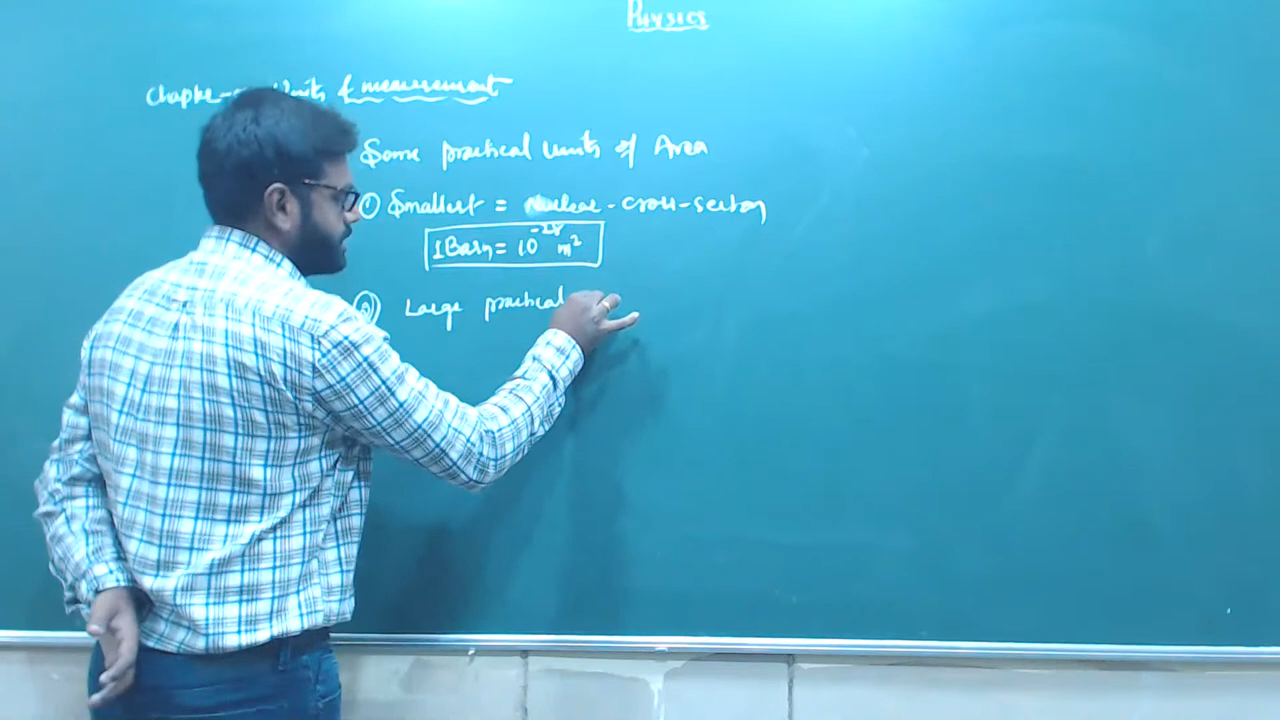 Physics
Units & measurement
Some practical units of Area
① Smallest = Nuclear-cross-section
1 Barn = 10⁻²⁸ m²
② Large practical